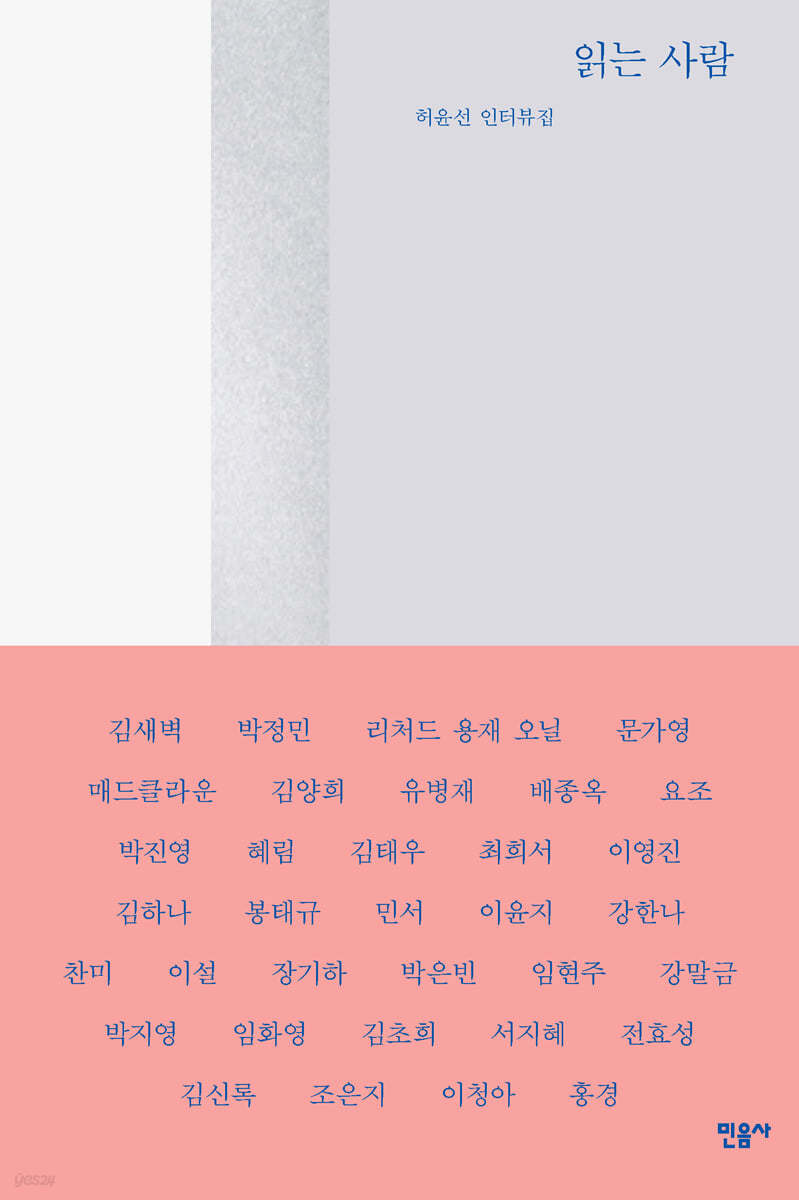 읽는 사람
허윤선 인터뷰집
김새벽 박정민 리처드 용재 오닐 문가영
매드클라운 김양희 유병재 배종옥 요조
박진영 혜림 김태우 최희서 이영진
김하나 봉태규 민서 이윤지 강한나
찬미 이설 장기하 박은빈 임현주 강말금
박지영 임화영 김초희 서지혜 전효성
김신록 조은지 이청아 홍경
민음사
yes24